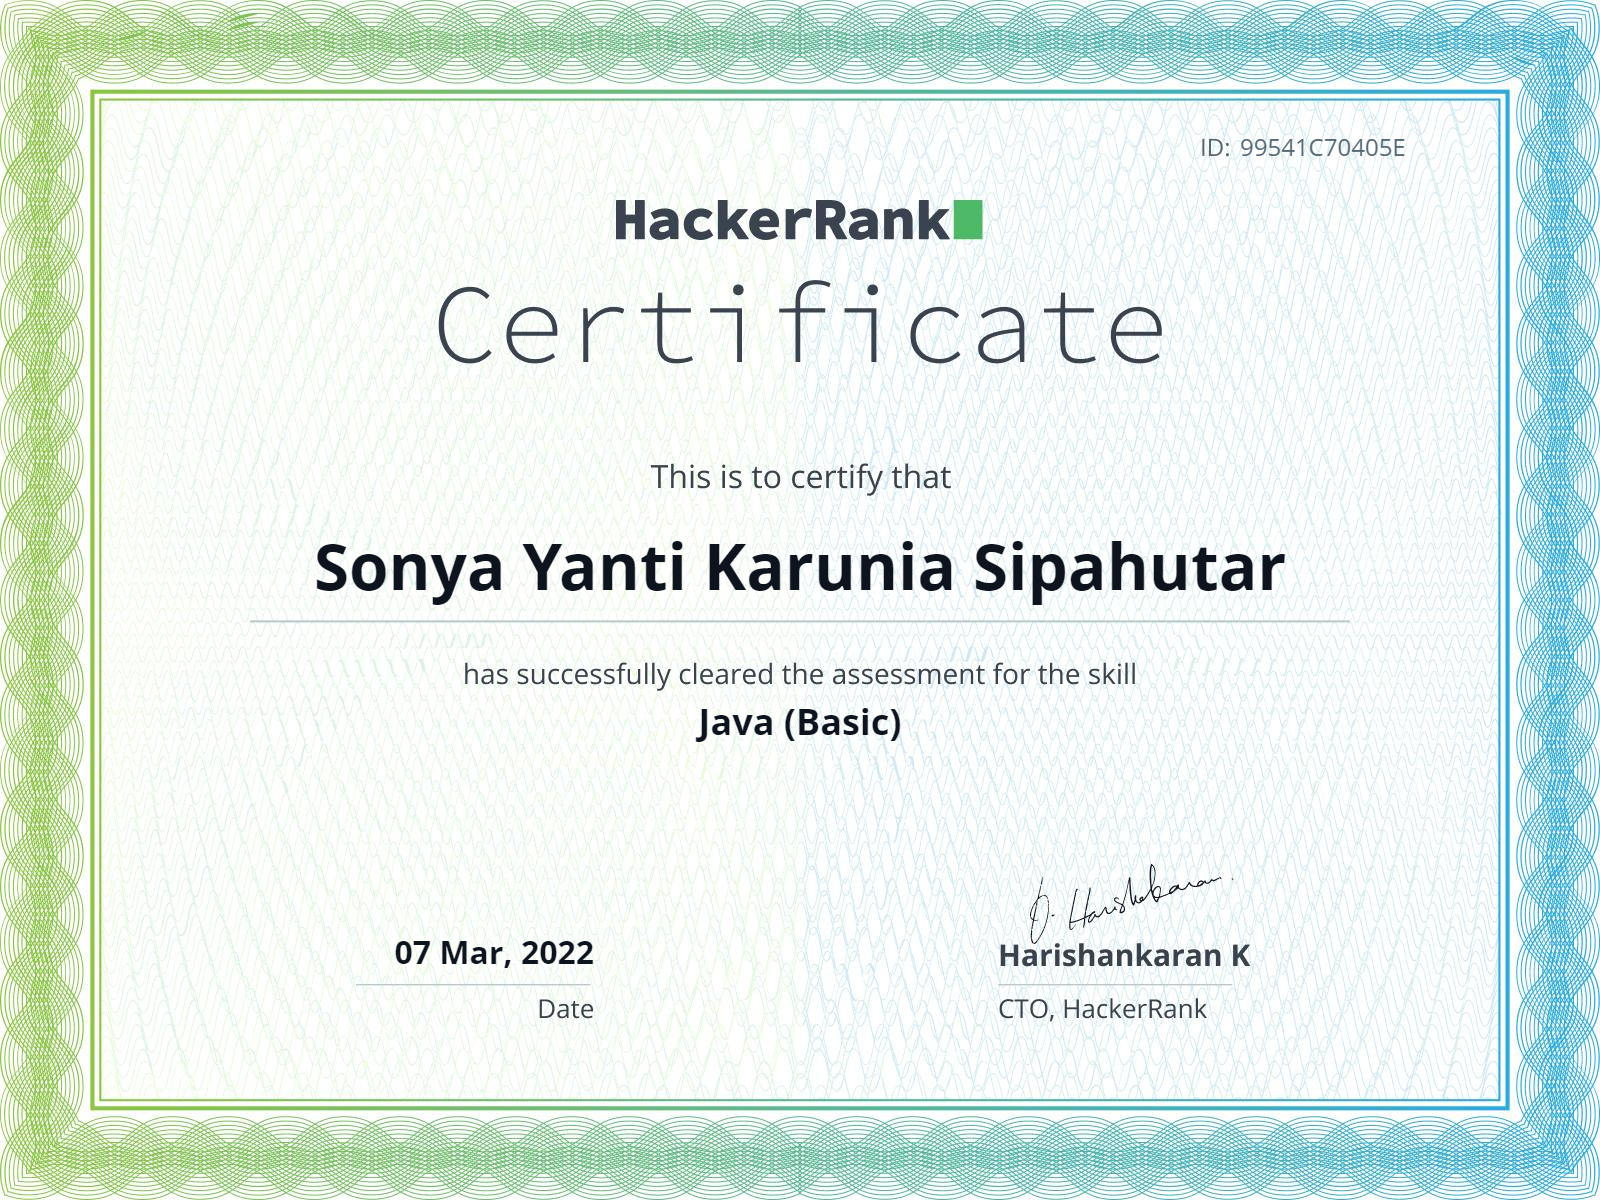 ID: 99541C70405E
HackerRank
Certificate
This is to certify that
Sonya Yanti Karunia Sipahutar
has successfully cleared the assessment for the skill
Java (Basic)
07 Mar, 2022
Date
Harishankaran K
CTO, HackerRank